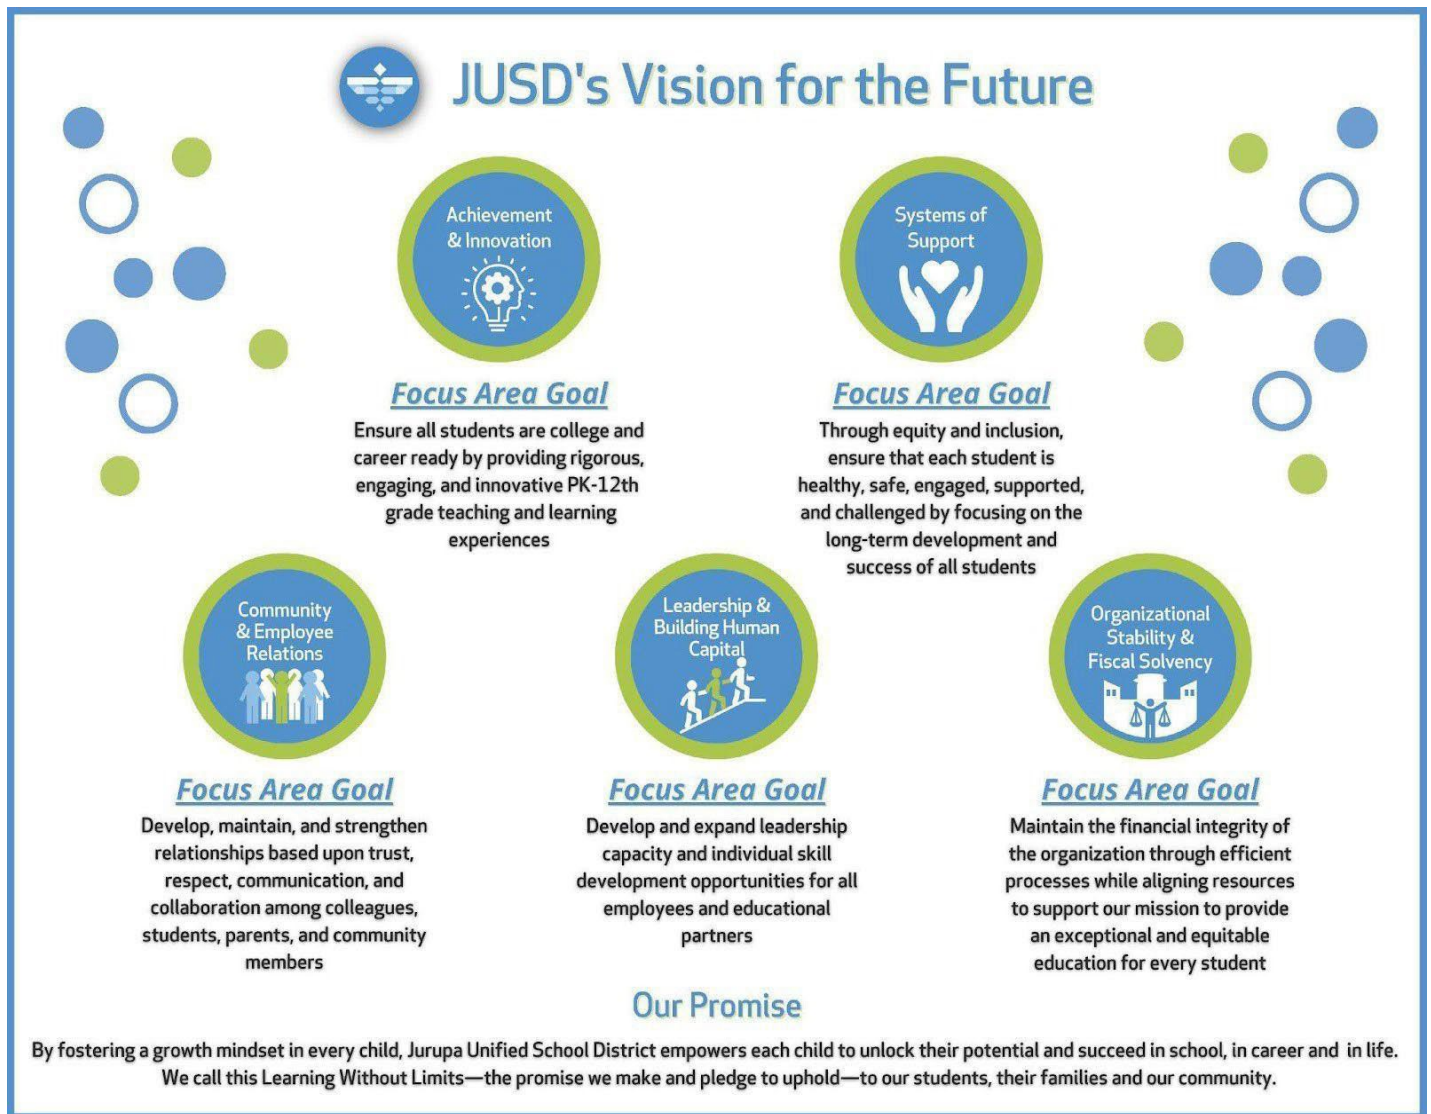 JUSD's Vision for the Future
Achievement
& Innovation
Focus Area Goal
Ensure all students are college and
career ready by providing rigorous,
engaging, and innovative PK-12th
grade teaching and learning
experiences
Systems of
Support
Focus Area Goal
Through equity and inclusion,
ensure that each student is
healthy, safe, engaged, supported,
and challenged by focusing on the
long-term development and
success of all students
Community
& Employee
Relations
Focus Area Goal
Develop, maintain, and strengthen
relationships based upon trust,
respect, communication, and
collaboration among colleagues,
students, parents, and community
members
Leadership &
Building Human
Capital
Focus Area Goal
Develop and expand leadership
capacity and individual skill
development opportunities for all
employees and educational
partners
Organizational
Stability &
Fiscal Solvency
Focus Area Goal
Maintain the financial integrity of
the organization through efficient
processes while aligning resources
to support our mission to provide
an exceptional and equitable
education for every student
Our Promise
By fostering a growth mindset in every child, Jurupa Unified School District empowers each child to unlock their potential and succeed in school, in career and in life.
We call this Learning Without Limits—the promise we make and pledge to uphold—to our students, their families and our community.